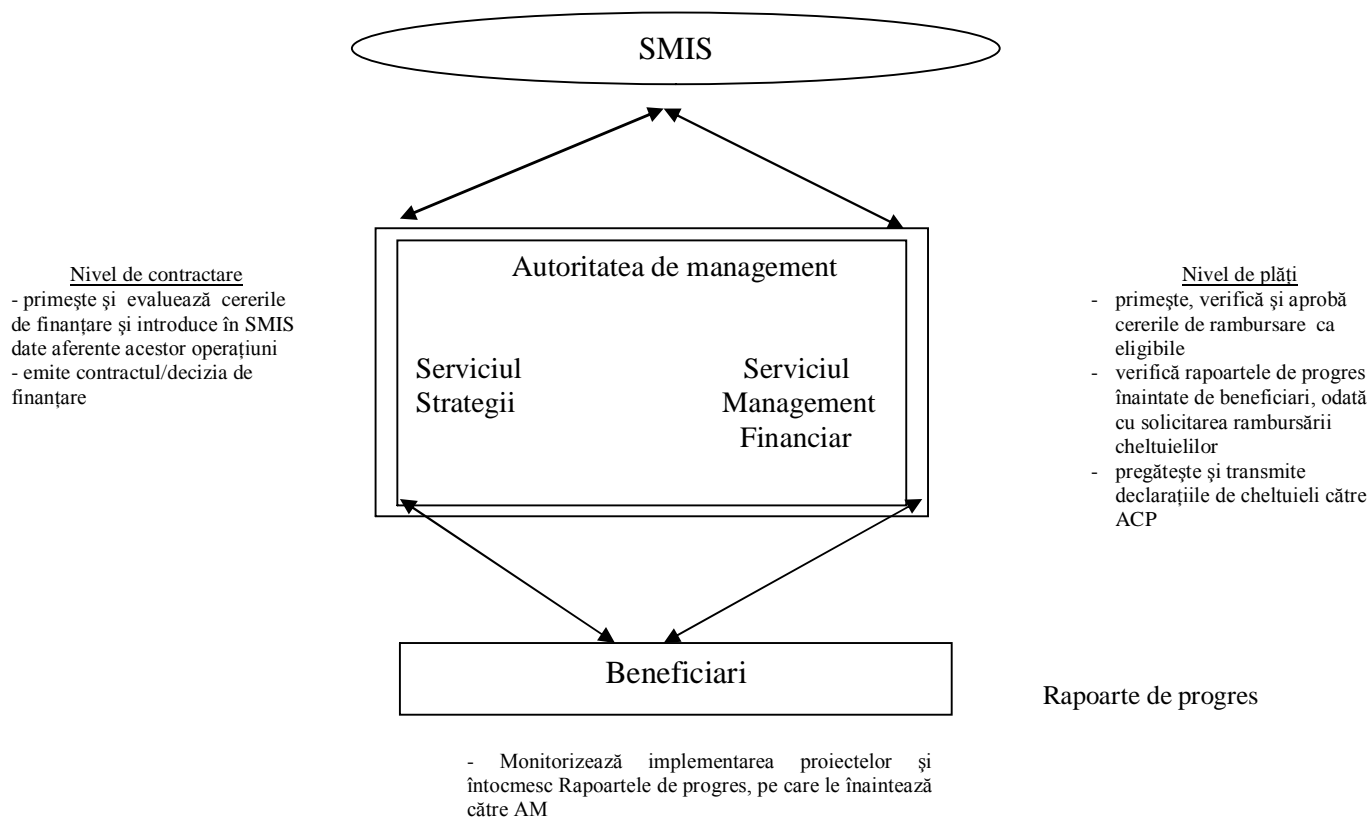 SMIS
Autoritatea de management
Nivel de contractare
- primeşte şi evaluează cererile
de finanţare şi introduce în SMIS
date aferente acestor operaţiuni
- emite contractul/decizia de
finanţare
Serviciul
Strategii
Serviciul
Management
Financiar
Nivel de plăţi
- primeşte, verifică şi aprobă
cererile de rambursare ca
eligibile
- verifică rapoartele de progres
înaintate de beneficiari, odată
cu solicitarea rambursării
cheltuielilor
- pregăteşte şi transmite
declaraţiile de cheltuieli către
ACP
Beneficiari
Rapoarte de progres
- Monitorizează implementarea proiectelor şi
întocmesc Rapoartele de progres, pe care le înaintează
către AM